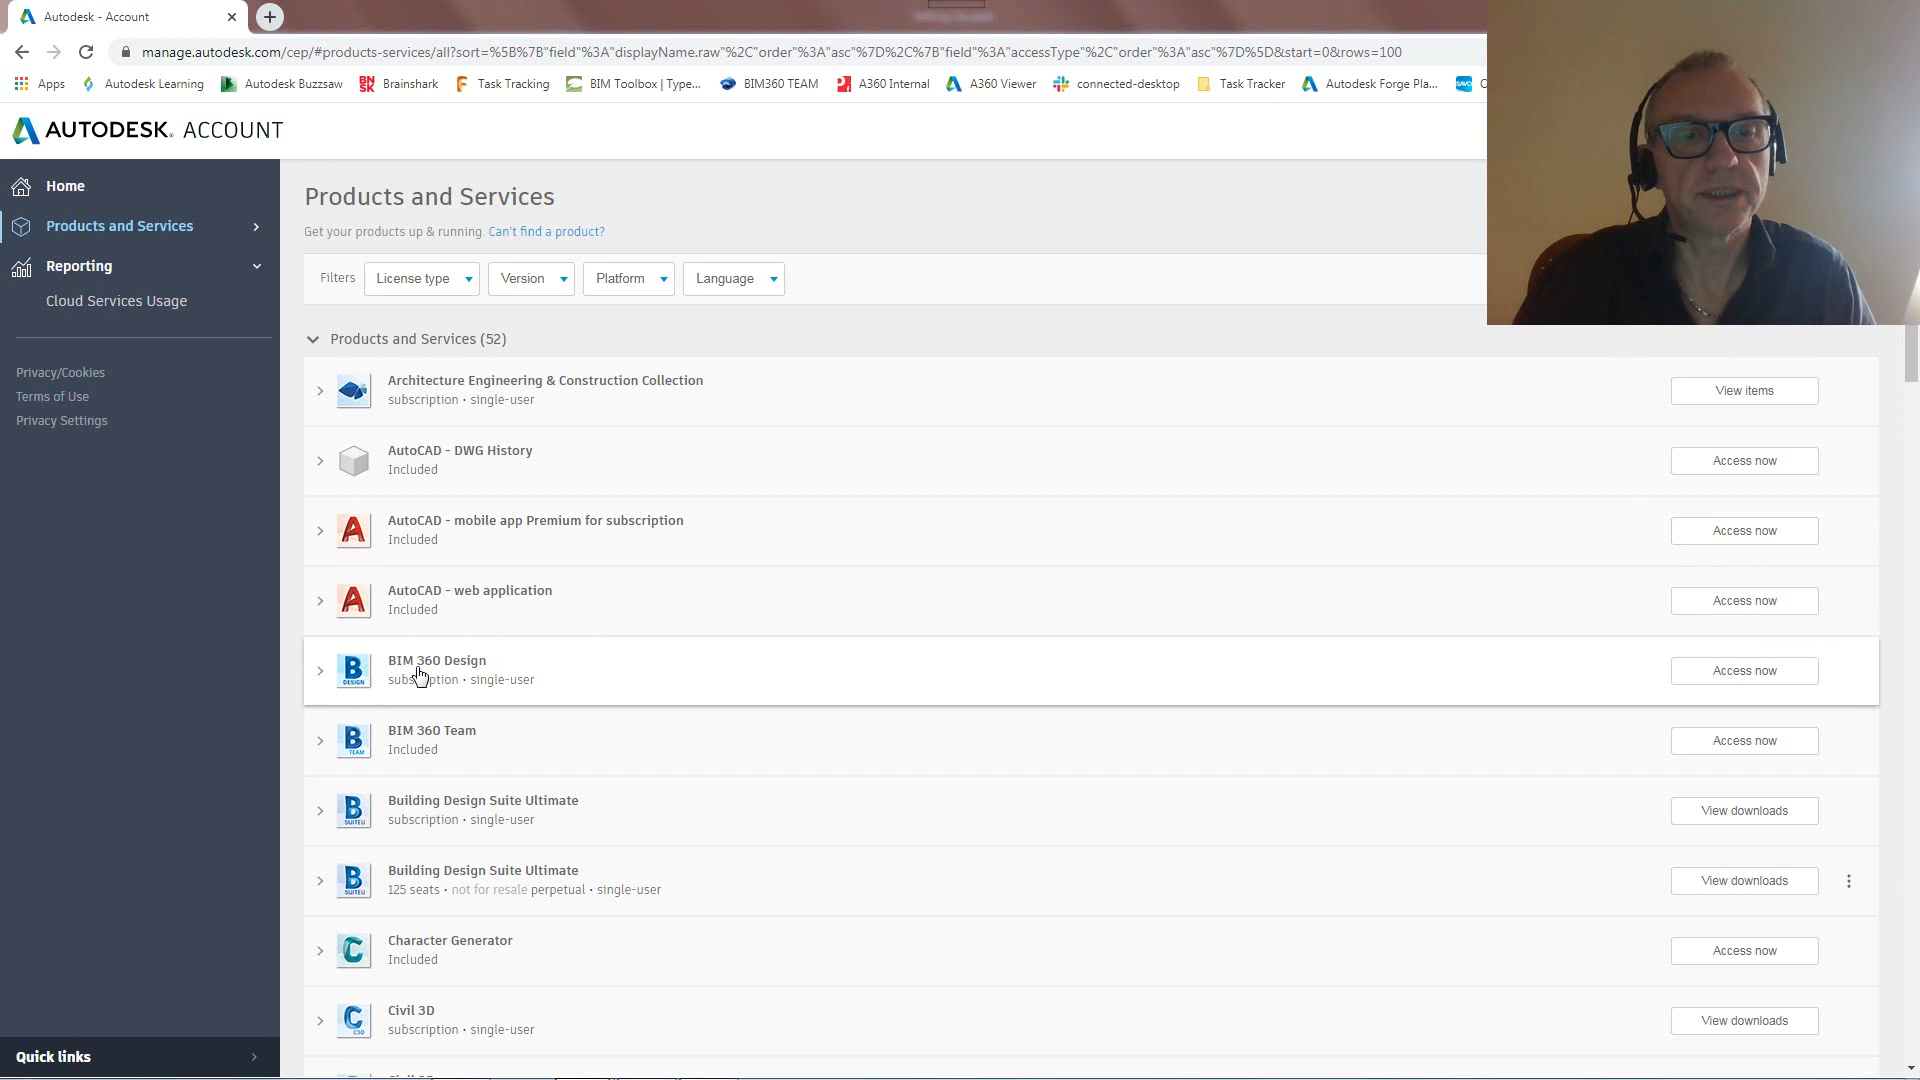 Autodesk - Account
manage.autodesk.com/cep/#products-services/all?sort=%5B%7B"field"%3A"displayName.raw"%2C"order"%3A"asc"%7D%2C%7B"field"%3A"accessType"%2C"order"%3A"asc"%7D%5D&start=0&rows=100
Apps Autodesk Learning Autodesk Buzzsaw Brainshark Task Tracking BIM Toolbox | Type... BIM360 TEAM A360 Internal A360 Viewer connected-desktop Task Tracker Autodesk Forge Pla...
AUTODESK. ACCOUNT
Home
Products and Services
Reporting
Cloud Services Usage
Privacy/Cookies
Terms of Use
Privacy Settings
Quick links
Products and Services
Get your products up & running. Can't find a product?
Filters License type Version Platform Language
Products and Services (52)
Architecture Engineering & Construction Collection
subscription • single-user
View items
AutoCAD - DWG History
Included
Access now
AutoCAD - mobile app Premium for subscription
Included
Access now
AutoCAD - web application
Included
Access now
BIM 360 Design
subscription • single-user
Access now
BIM 360 Team
Included
Access now
Building Design Suite Ultimate
subscription • single-user
View downloads
Building Design Suite Ultimate
125 seats • not for resale perpetual • single-user
View downloads
Character Generator
Included
Access now
Civil 3D
subscription • single-user
View downloads